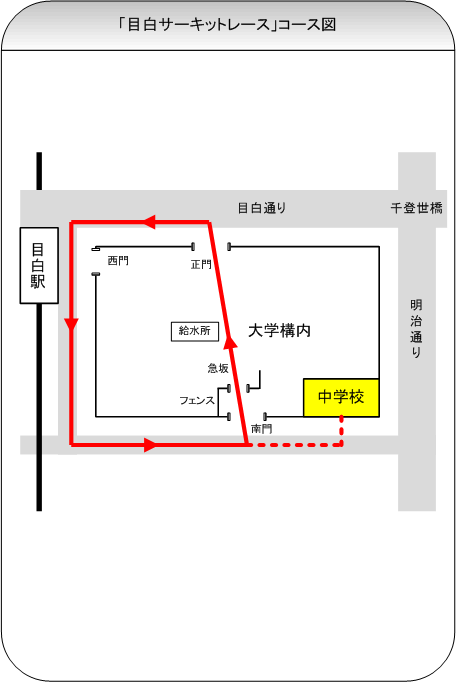 「目白サーキットレース」コース図
目白通り
千登世橋
目白駅
西門
正門
明治通り
給水所
大学構内
急坂
フェンス
中学校
南門